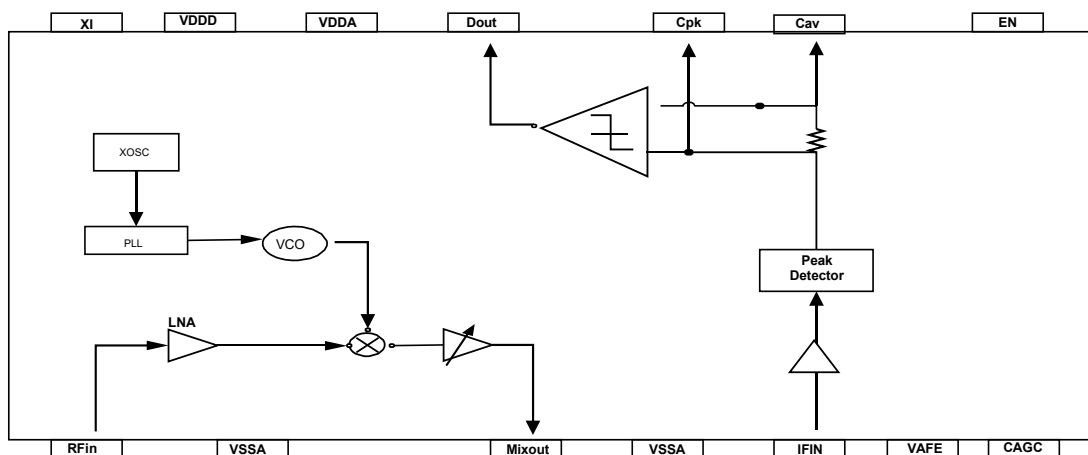 XI
VDDD
VDDA
Dout
Cpk
Cav
EN
XOSC
PLL
VCO
Peak
Detector
LNA
RFin
VSSA
Mixout
VSSA
IFIN
VAFE
CAGC